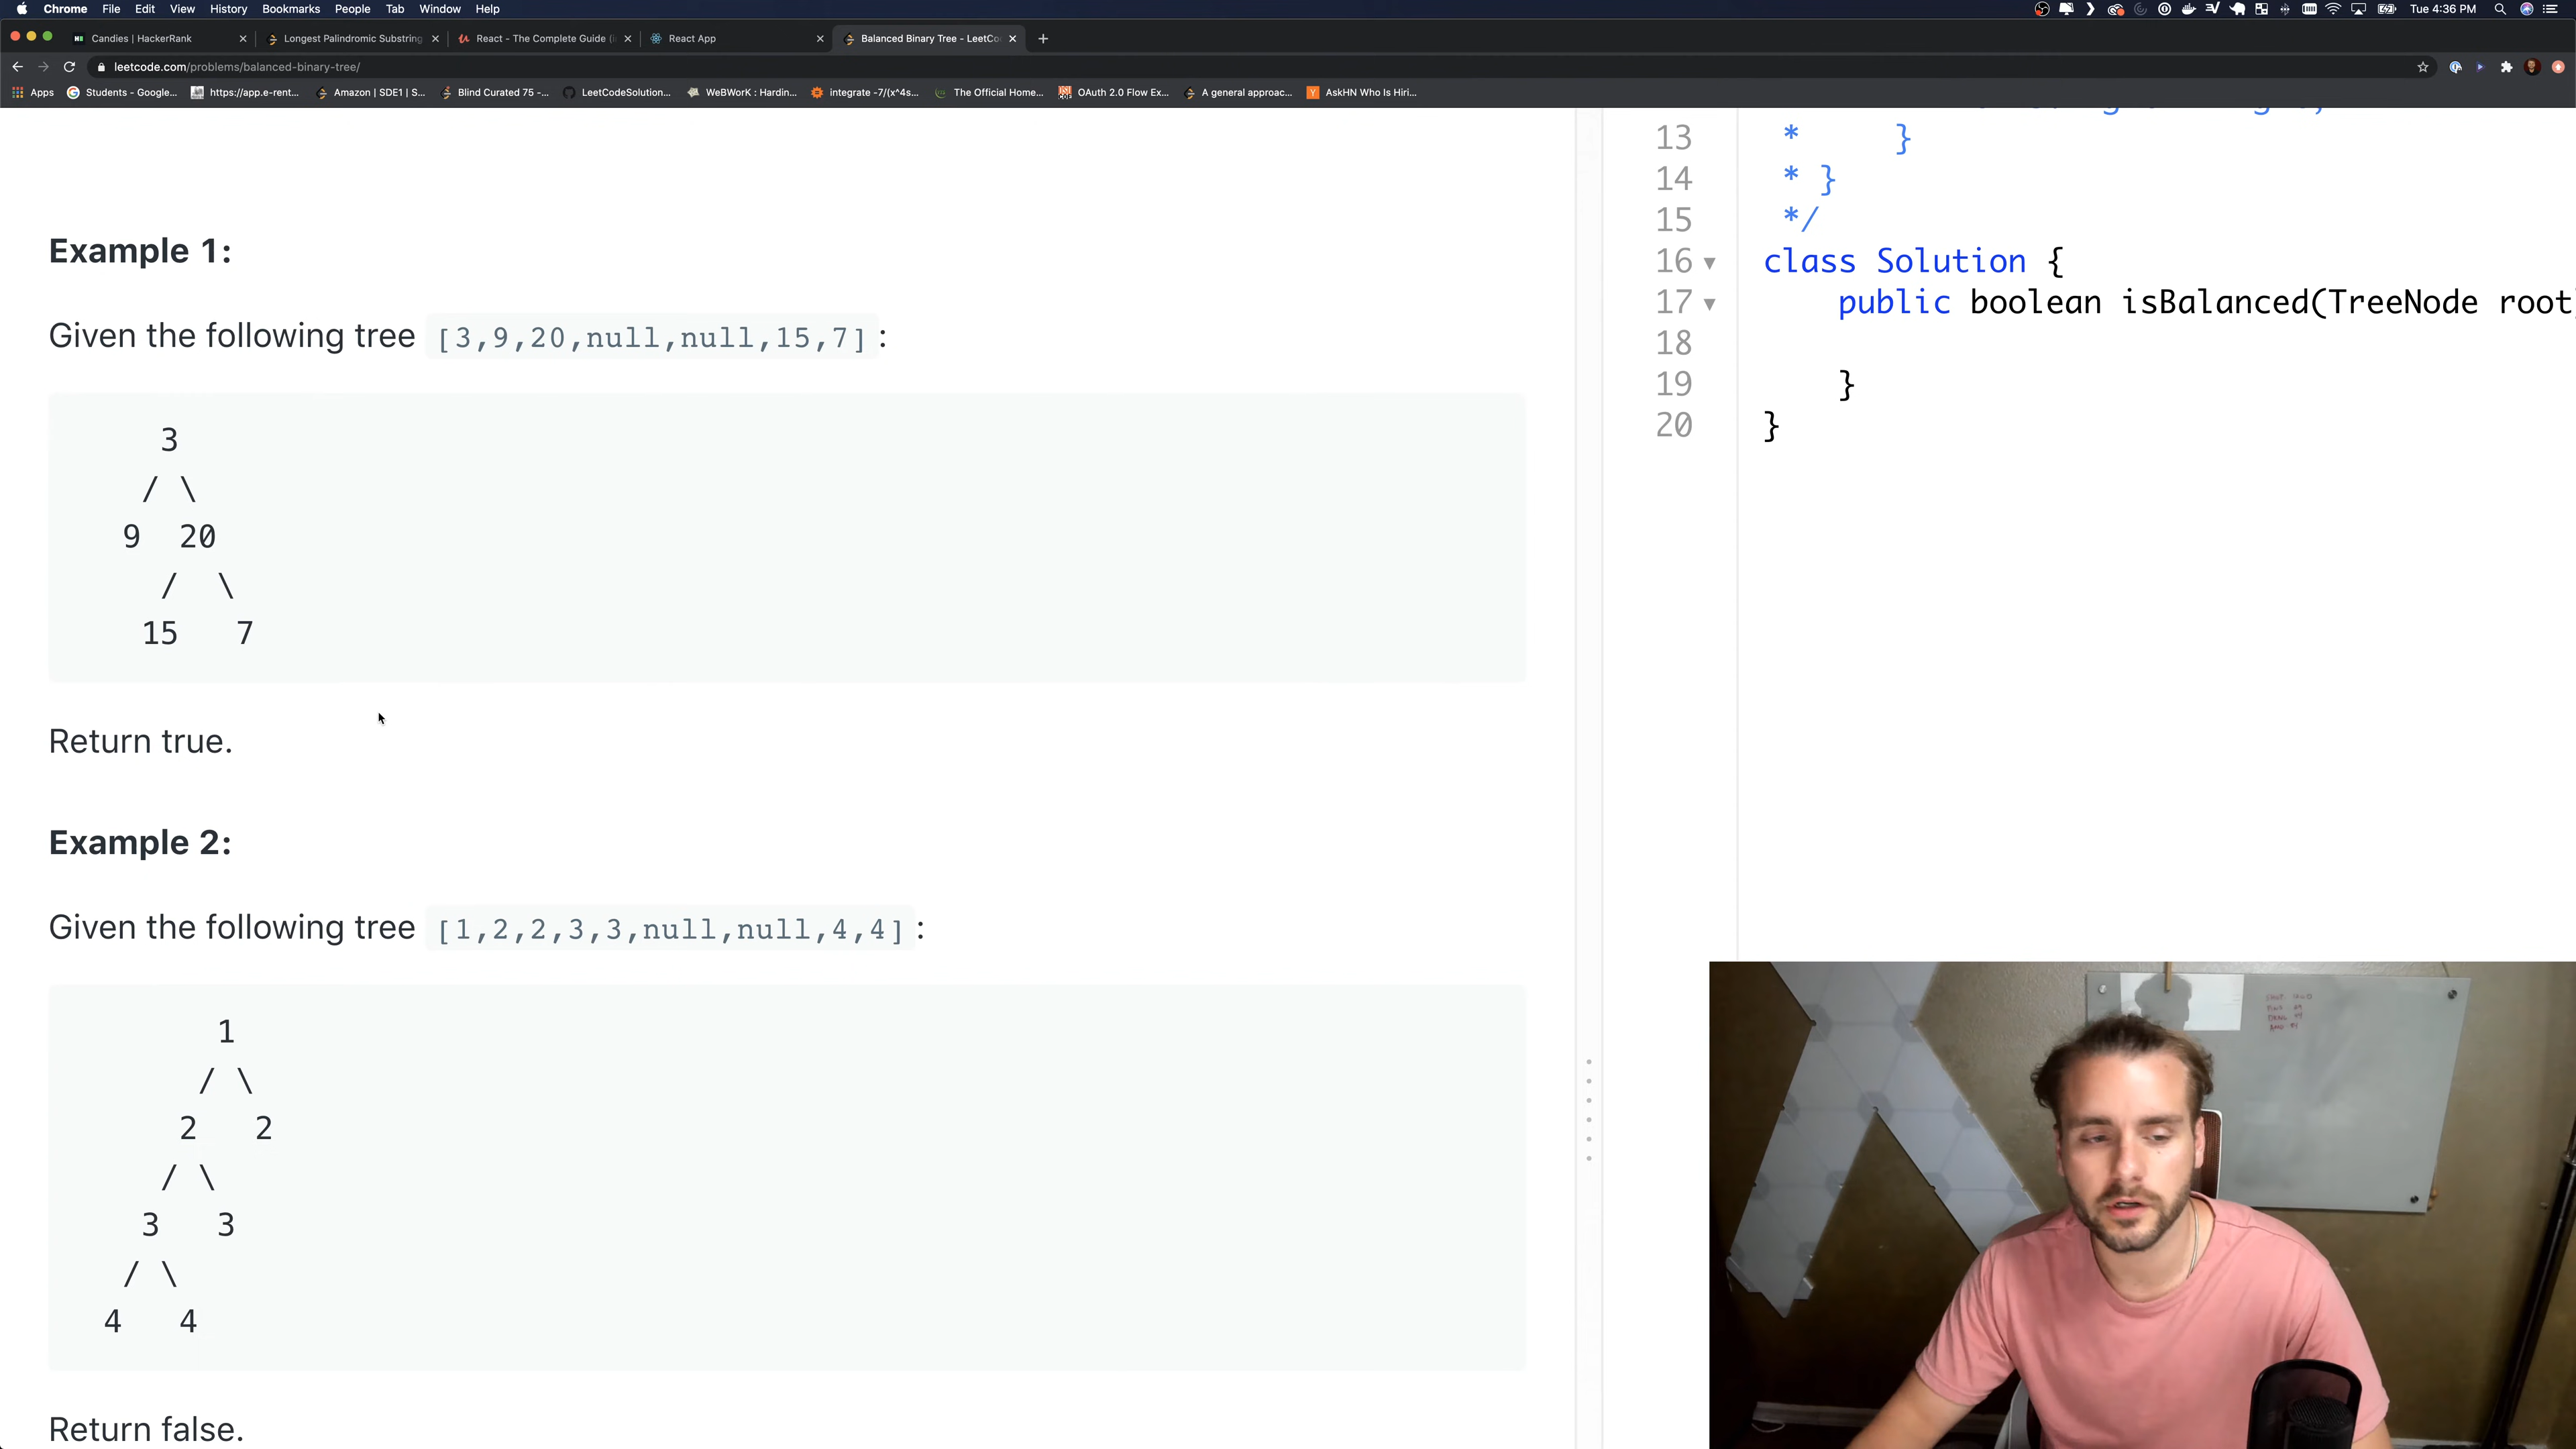 Chrome File Edit View History Bookmarks People Tab Window Help
Tue 4:36 PM
Candies | HackerRank
Longest Palindromic Substring
React - The Complete Guide (i
React App
Balanced Binary Tree - LeetCo
leetcode.com/problems/balanced-binary-tree/
Apps
Students - Google...
https://app.e-rent...
Amazon | SDE1 | S...
Blind Curated 75 -...
LeetCodeSolution...
WeBWorK : Hardin...
integrate -7/(x^4s...
The Official Home...
OAuth 2.0 Flow Ex...
A general approac...
AskHN Who Is Hiri...
Example 1:
Given the following tree [3,9,20,null,null,15,7]:
3
/ \
9 20
/ \
15 7
Return true.
Example 2:
Given the following tree [1,2,2,3,3,null,null,4,4]:
1
/ \
2 2
/ \
3 3
/ \
4 4
Return false.
13 * }
14 * }
15 */
16 class Solution {
17 public boolean isBalanced(TreeNode root
18
19 }
20 }